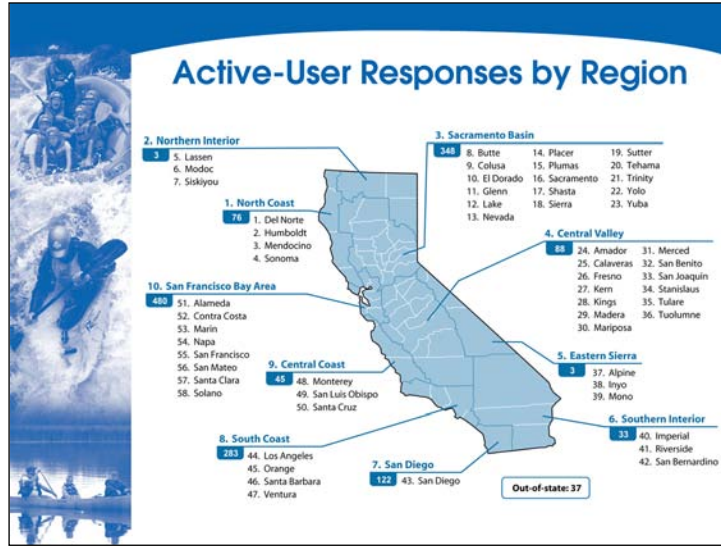 Active-User Responses by Region
2. Northern Interior
3
5. Lassen
6. Modoc
7. Siskiyou
3. Sacramento Basin
348
8. Butte
9. Colusa
10. El Dorado
11. Glenn
12. Lake
13. Nevada
14. Placer
15. Plumas
16. Sacramento
17. Shasta
18. Sierra
19. Sutter
20. Tehama
21. Trinity
22. Yolo
23. Yuba
1. North Coast
76
1. Del Norte
2. Humboldt
3. Mendocino
4. Sonoma
4. Central Valley
88
24. Amador
25. Calaveras
26. Fresno
27. Kern
28. Kings
29. Madera
30. Mariposa
31. Merced
32. San Benito
33. San Joaquin
34. Stanislaus
35. Tulare
36. Tuolumne
10. San Francisco Bay Area
480
51. Alameda
52. Contra Costa
53. Marin
54. Napa
55. San Francisco
56. San Mateo
57. Santa Clara
58. Solano
9. Central Coast
45
48. Monterey
49. San Luis Obispo
50. Santa Cruz
5. Eastern Sierra
3
37. Alpine
38. Inyo
39. Mono
6. Southern Interior
33
40. Imperial
41. Riverside
42. San Bernardino
8. South Coast
283
44. Los Angeles
45. Orange
46. Santa Barbara
47. Ventura
7. San Diego
122
43. San Diego
Out-of-state: 37